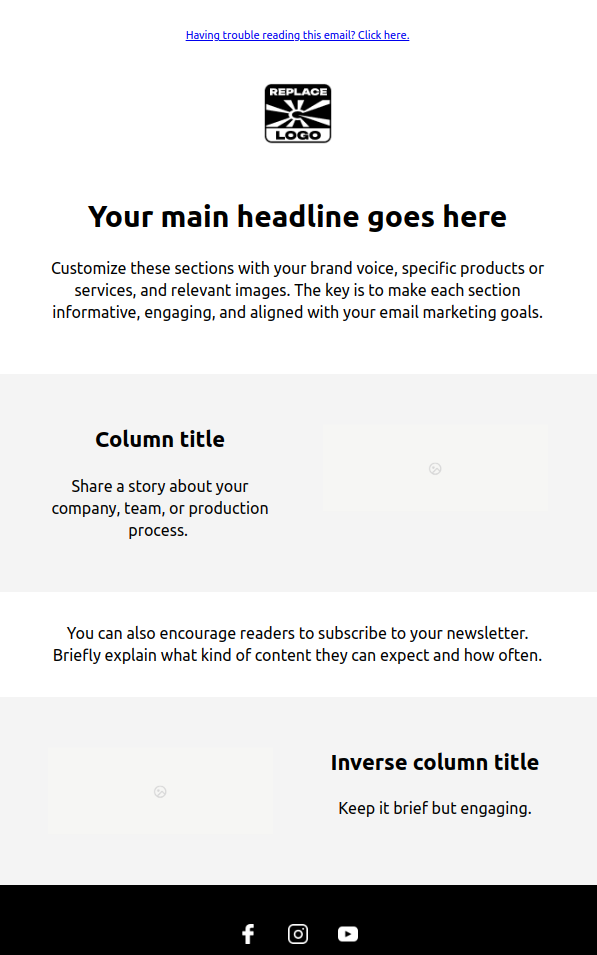 Having trouble reading this email? Click here.
REPLACE
LOGO
Your main headline goes here
Customize these sections with your brand voice, specific products or
services, and relevant images. The key is to make each section
informative, engaging, and aligned with your email marketing goals.
Column title
Share a story about your
company, team, or production
process.
You can also encourage readers to subscribe to your newsletter.
Briefly explain what kind of content they can expect and how often.
Inverse column title
Keep it brief but engaging.